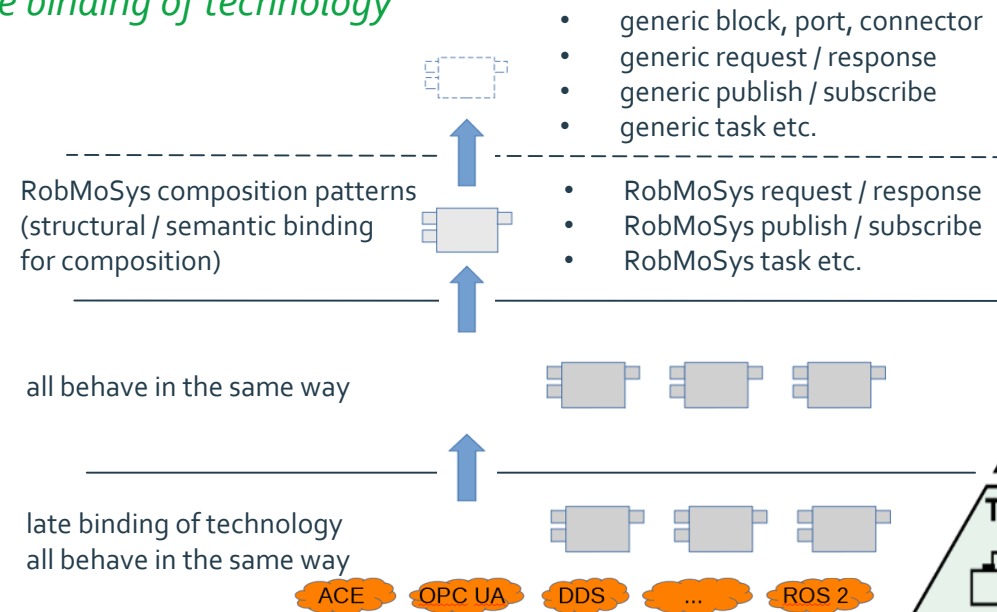 binding of technology
• generic block, port, connector
• generic request / response
• generic publish / subscribe
• generic task etc.
RobMoSys composition patterns
(structural / semantic binding
for composition)
• RobMoSys request / response
• RobMoSys publish / subscribe
• RobMoSys task etc.
all behave in the same way
late binding of technology
all behave in the same way
ACE
OPC UA
DDS
...
ROS 2